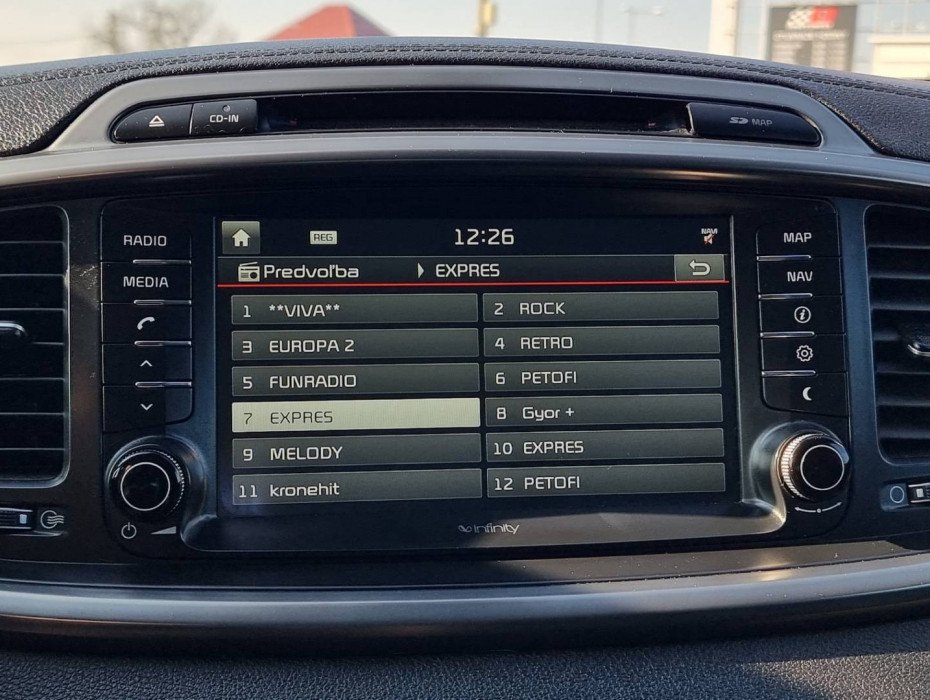 CD-IN
SD MAP
RADIO
REG
12:26
NAVI
MAP
MEDIA
Predvoľba
EXPRES
NAV
1 **VIVA**
2 ROCK
3 EUROPA 2
4 RETRO
5 FUNRADIO
6 PETOFI
7 EXPRES
8 Gyor +
9 MELODY
10 EXPRES
11 kronehit
12 PETOFI
infinity